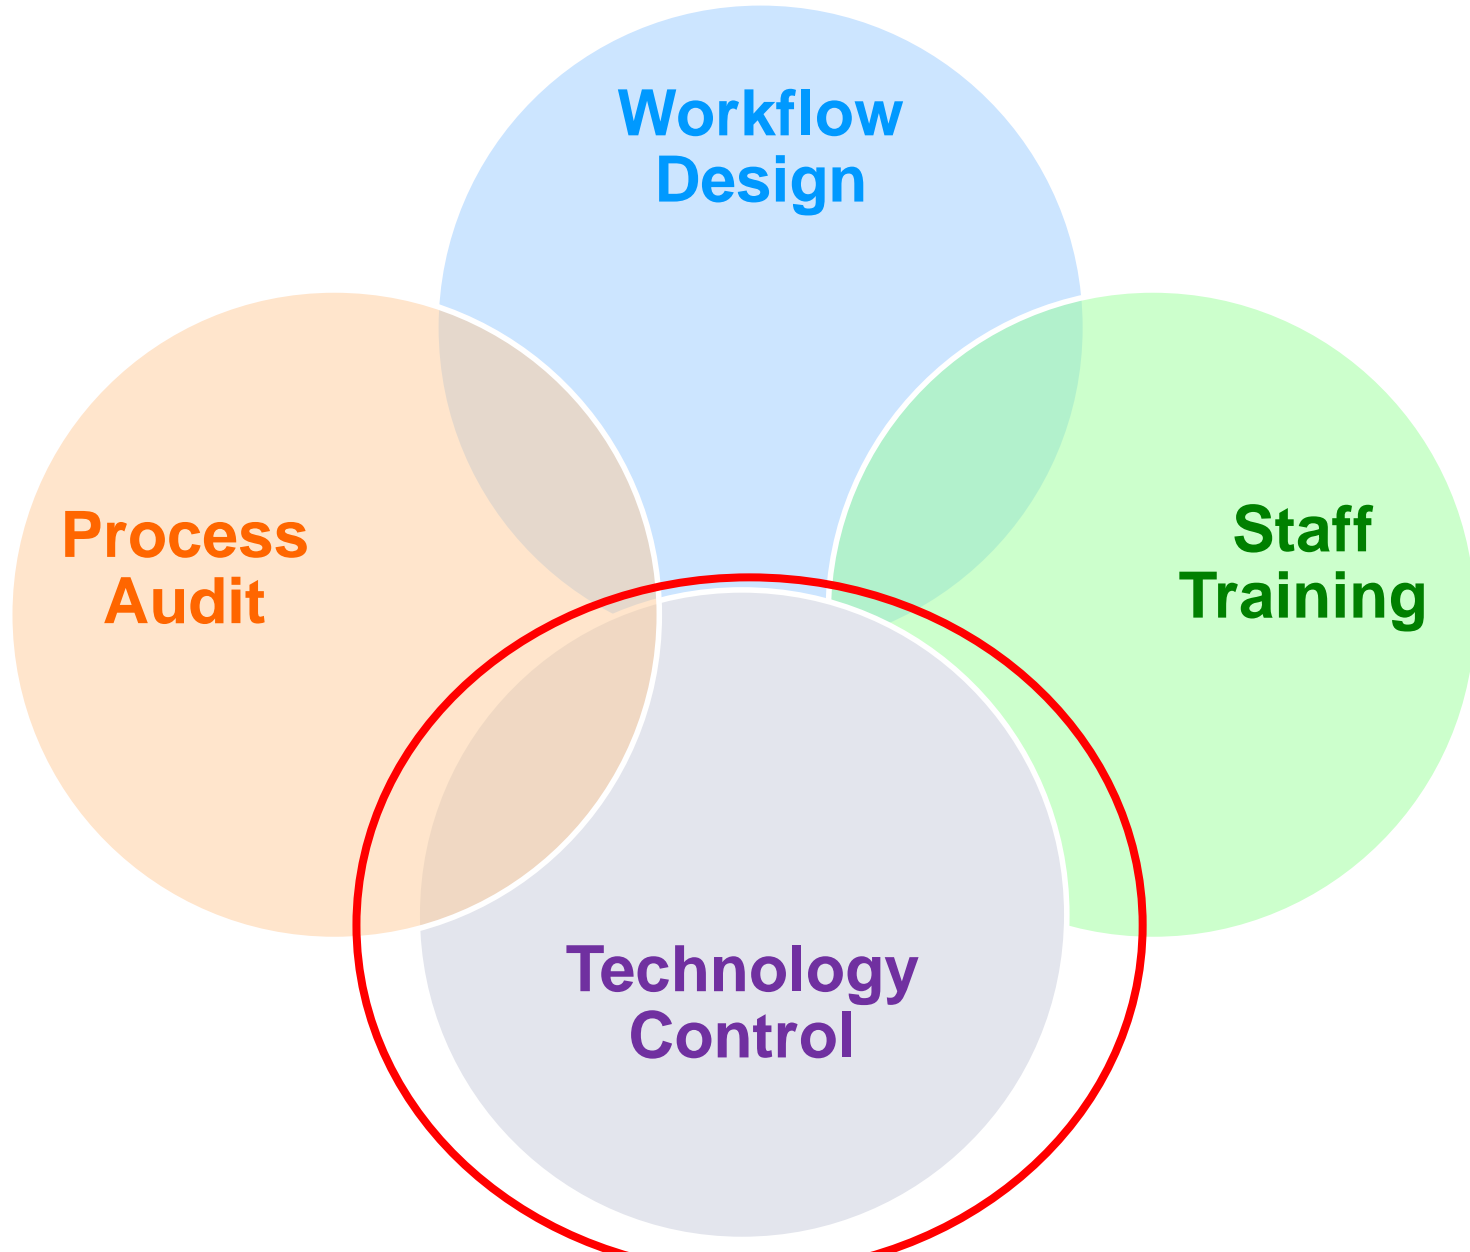 Workflow
Design
Process
Audit
Staff
Training
Technology
Control